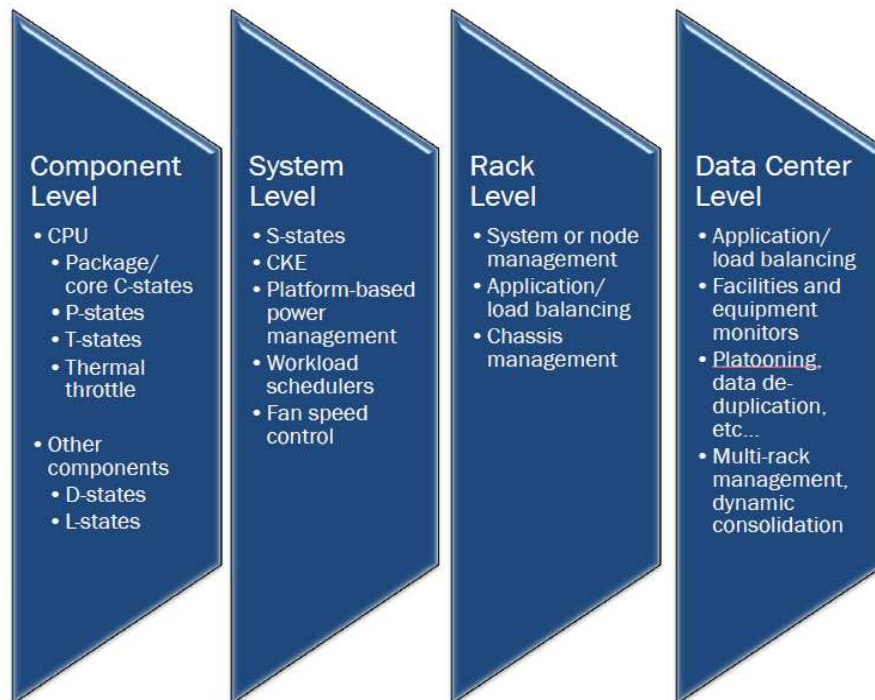 Component
Level
• CPU
• Package/
core C-states
• P-states
• T-states
• Thermal
throttle
• Other
components
• D-states
• L-states
System
Level
• S-states
• CKE
• Platform-based
power
management
• Workload
schedulers
• Fan speed
control
Rack
Level
• System or node
management
• Application/
load balancing
• Chassis
management
Data Center
Level
• Application/
load balancing
• Facilities and
equipment
monitors
• Platooning,
data de-
duplication,
etc...
• Multi-rack
management,
dynamic
consolidation